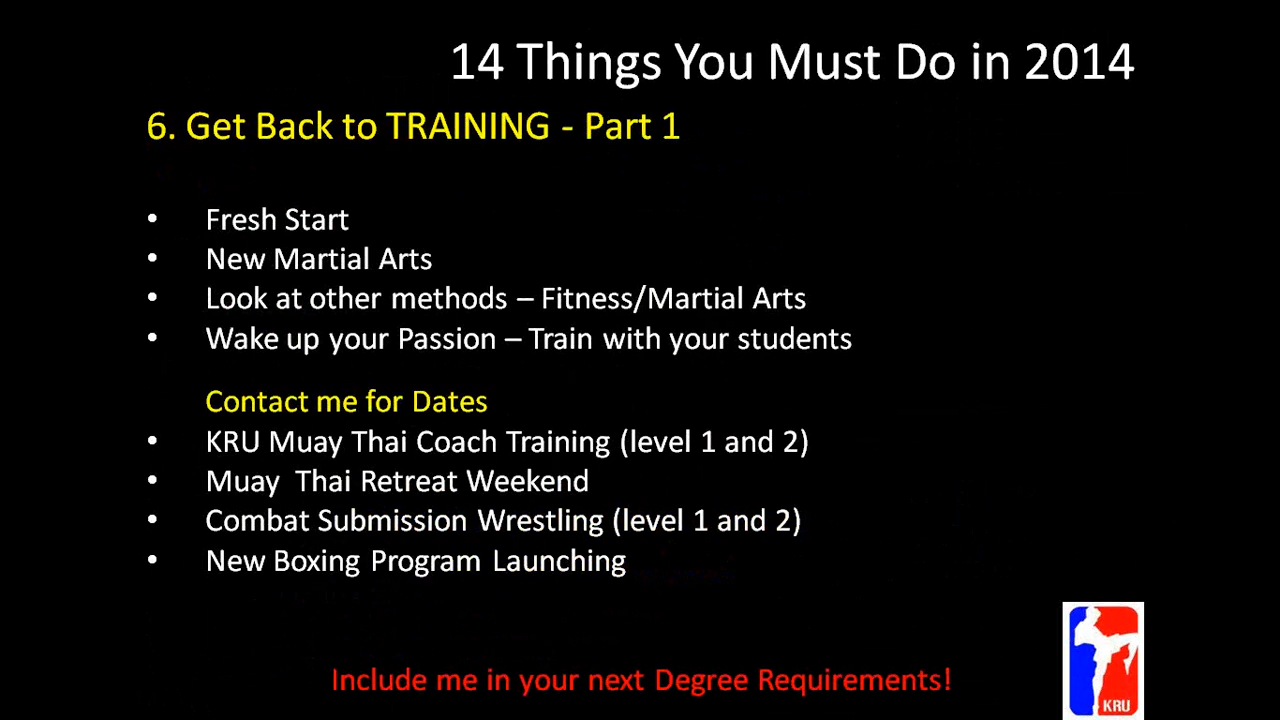 14 Things You Must Do in 2014
6. Get Back to TRAINING - Part 1
• Fresh Start
• New Martial Arts
• Look at other methods – Fitness/Martial Arts
• Wake up your Passion – Train with your students
Contact me for Dates
• KRU Muay Thai Coach Training (level 1 and 2)
• Muay  Thai Retreat Weekend
• Combat Submission Wrestling (level 1 and 2)
• New Boxing Program Launching
Include me in your next Degree Requirements!
KRU